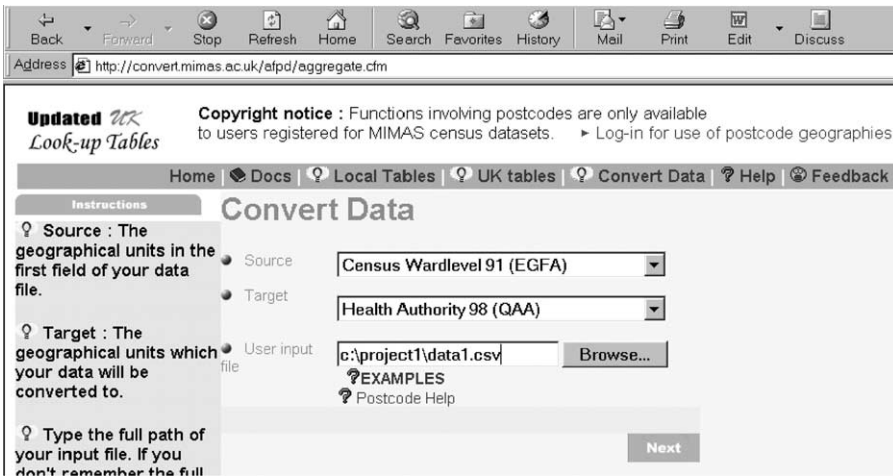 Back Forward Stop Refresh Home Search Favorites History Mail Print Edit Discuss
Address http://convert.mimas.ac.uk/afpd/aggregate.cfm
Updated UK
Look-up Tables
Copyright notice : Functions involving postcodes are only available
to users registered for MIMAS census datasets. ► Log-in for use of postcode geographies
Home | Docs | Local Tables | UK tables | Convert Data | Help | Feedback
Instructions
Source : The
geographical units in the
first field of your data
file.
Target : The
geographical units which
your data will be
converted to.
Type the full path of
your input file. If you
don't remember the full
Convert Data
Source
Census Wardlevel 91 (EGFA)
Target
Health Authority 98 (QAA)
User input
file
c:\project1\data1.csv
Browse...
?EXAMPLES
? Postcode Help
Next